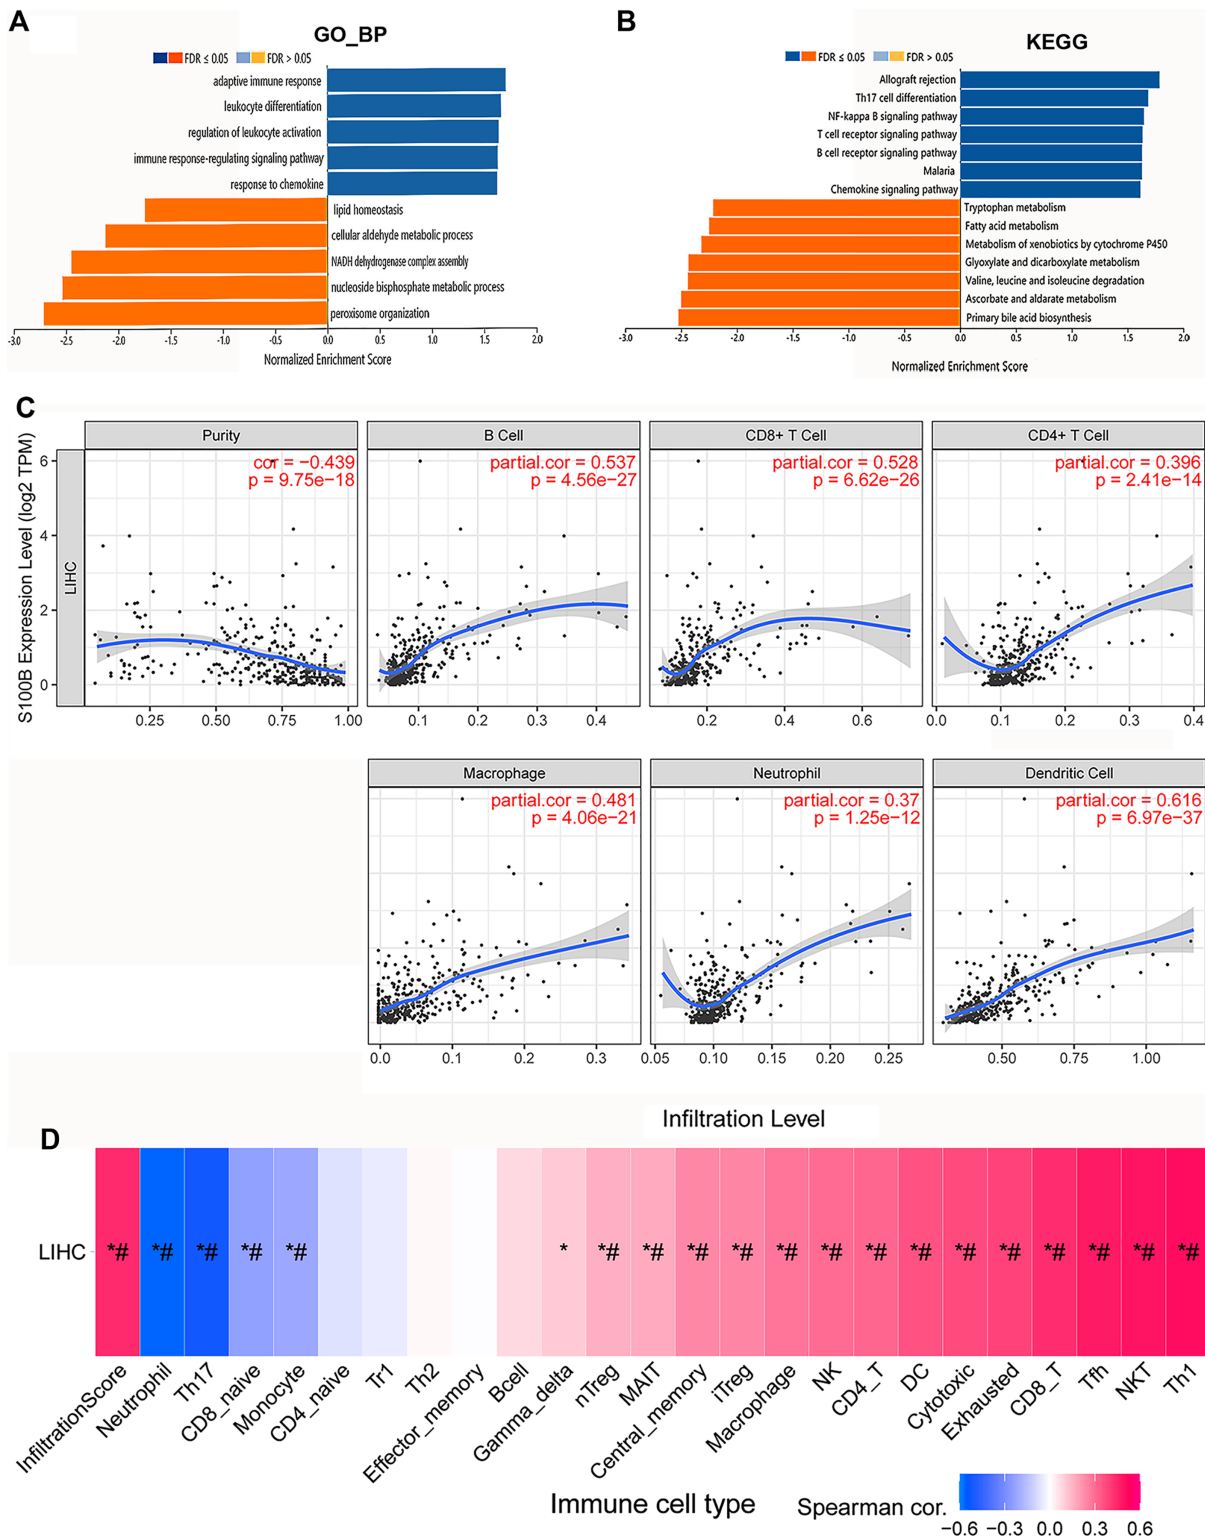 A
GO_BP
FDR ≤ 0.05 FDR > 0.05
adaptive immune response
leukocyte differentiation
regulation of leukocyte activation
immune response-regulating signaling pathway
response to chemokine
lipid homeostasis
cellular aldehyde metabolic process
NADH dehydrogenase complex assembly
nucleoside bisphosphate metabolic process
peroxisome organization
-3.0 -2.5 -2.0 -1.5 -1.0 -0.5 0.0 0.5 1.0 1.5 2.0
Normalized Enrichment Score
B
KEGG
FDR ≤ 0.05 FDR > 0.05
Allograft rejection
Th17 cell differentiation
NF-kappa B signaling pathway
T cell receptor signaling pathway
B cell receptor signaling pathway
Malaria
Chemokine signaling pathway
Tryptophan metabolism
Fatty acid metabolism
Metabolism of xenobiotics by cytochrome P450
Glyoxylate and dicarboxylate metabolism
Valine, leucine and isoleucine degradation
Ascorbate and aldarate metabolism
Primary bile acid biosynthesis
-3.0 -2.5 -2.0 -1.5 -1.0 -0.5 0.0 0.5 1.0 1.5 2.0
Normalized Enrichment Score
C
S100B Expression Level (log2 TPM)
LIHC
6
4
2
0
Purity
cor = −0.439
p = 9.75e−18
0.25 0.50 0.75 1.00
B Cell
partial.cor = 0.537
p = 4.56e−27
0.1 0.2 0.3 0.4
CD8+ T Cell
partial.cor = 0.528
p = 6.62e−26
0.2 0.4 0.6
CD4+ T Cell
partial.cor = 0.396
p = 2.41e−14
0.0 0.1 0.2 0.3 0.4
Macrophage
partial.cor = 0.481
p = 4.06e−21
0.0 0.1 0.2 0.3
Neutrophil
partial.cor = 0.37
p = 1.25e−12
0.05 0.10 0.15 0.20 0.25
Dendritic Cell
partial.cor = 0.616
p = 6.97e−37
0.50 0.75 1.00
Infiltration Level
D
LIHC
*# *# *# *# *# * *# *# *# *# *# *# *# *# *# *# *# *# *# *#
InfiltrationScore
Neutrophil
Th17
CD8_naive
Monocyte
CD4_naive
Tr1
Th2
Effector_memory
Bcell
Gamma_delta
nTreg
MAIT
Central_memory
iTreg
Macrophage
NK
CD4_T
DC
Cytotoxic
Exhausted
CD8_T
Tfh
NKT
Th1
Immune cell type
Spearman cor.
−0.6 −0.3 0.0 0.3 0.6